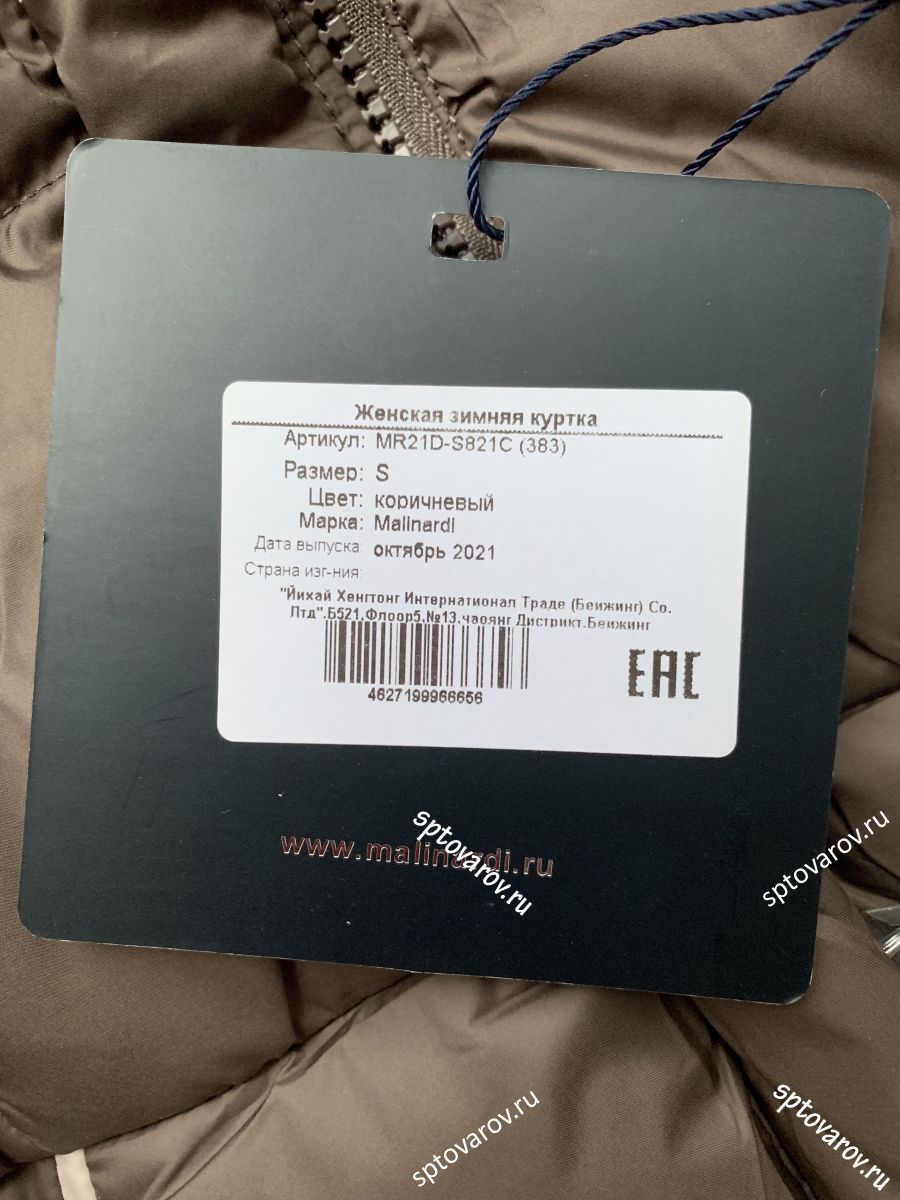 Женская зимняя куртка
Артикул: MR21D-S821C (383)
Размер: S
Цвет: коричневый
Марка: Malinardi
Дата выпуска: октябрь 2021
Страна изг-ния:
"Йихай Хенгтонг Интернатионал Траде (Беижинг) Со.
Птд".Б521.Флоор5.№13.чаоянг Дистрикт.Беижинг
4627199966656
EAC
www.malinardi.ru
sptovarov.ru
sptovarov.ru
sptovarov.ru
sptovarov.ru